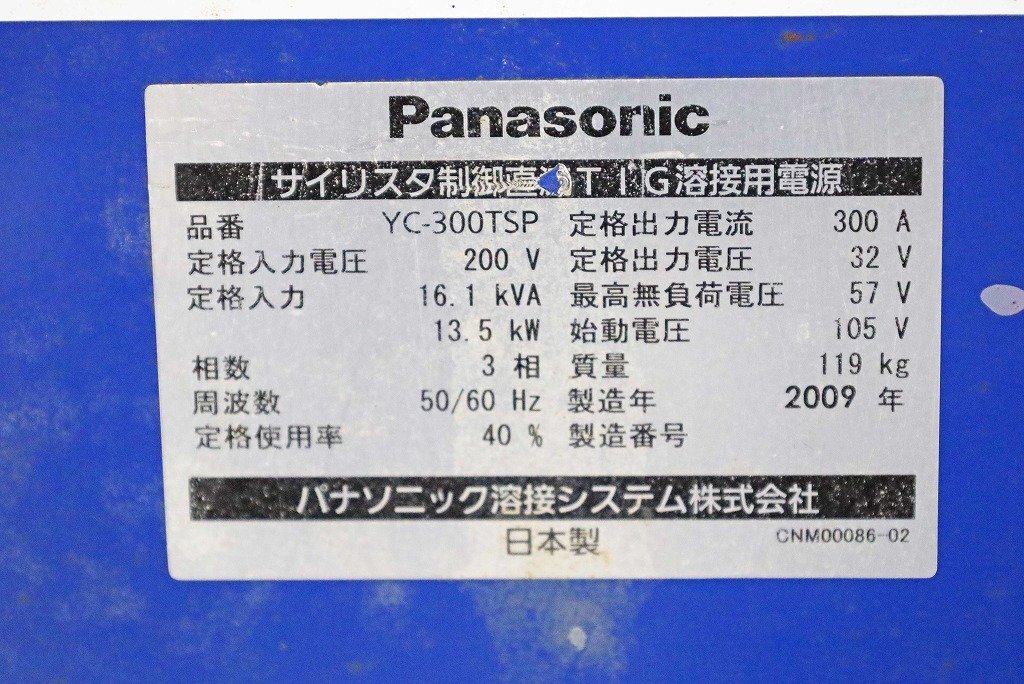 Panasonic
サイリスタ制御直 TIG溶接用電源
品番 YC-300TSP 定格出力電流 300 A
定格入力電圧 200 V 定格出力電圧 32 V
定格入力 16.1 kVA 最高無負荷電圧 57 V
13.5 kW 始動電圧 105 V
相数 3 相 質量 119 kg
周波数 50/60 Hz 製造年 2009 年
定格使用率 40 % 製造番号
パナソニック溶接システム株式会社
日本製 CNM00086-02